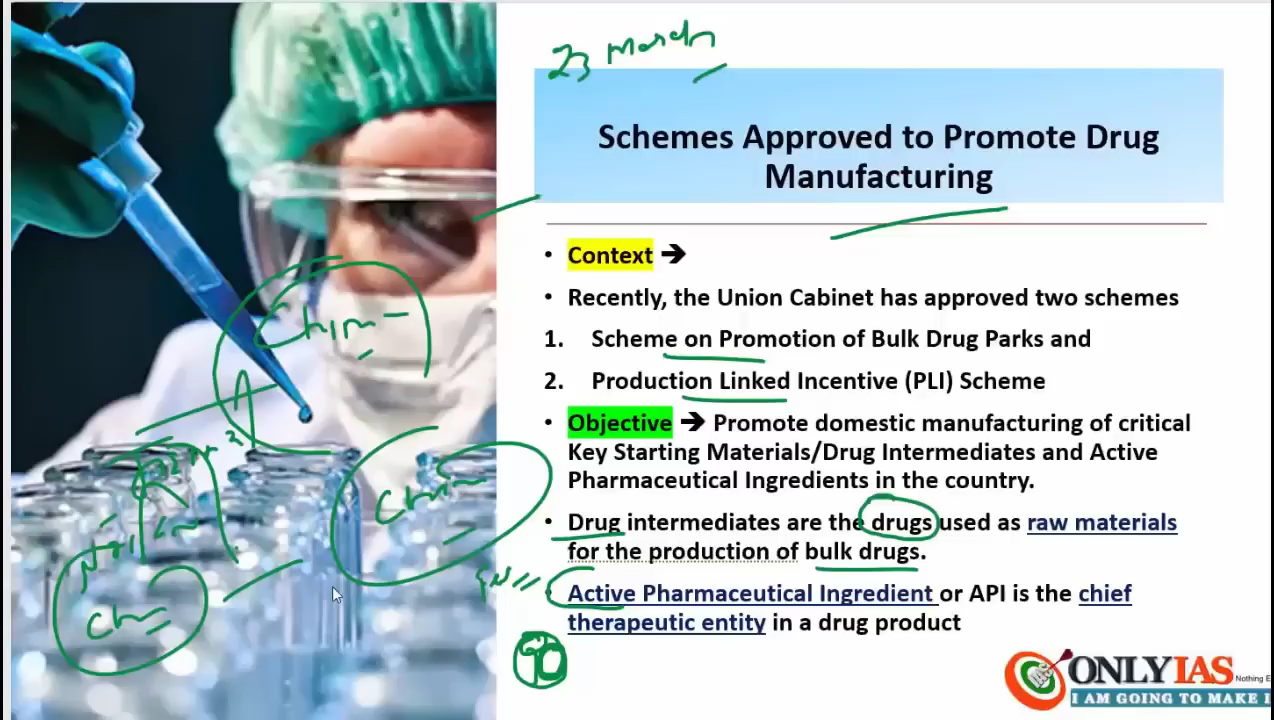 23 March
Schemes Approved to Promote Drug
Manufacturing
• Context →
• Recently, the Union Cabinet has approved two schemes
1. Scheme on Promotion of Bulk Drug Parks and
2. Production Linked Incentive (PLI) Scheme
• Objective → Promote domestic manufacturing of critical
Key Starting Materials/Drug Intermediates and Active
Pharmaceutical Ingredients in the country.
• Drug intermediates are the drugs used as raw materials
for the production of bulk drugs.
• Active Pharmaceutical Ingredient or API is the chief
therapeutic entity in a drug product
90
ONLYIAS
Nothing E
I AM GOING TO MAKE I